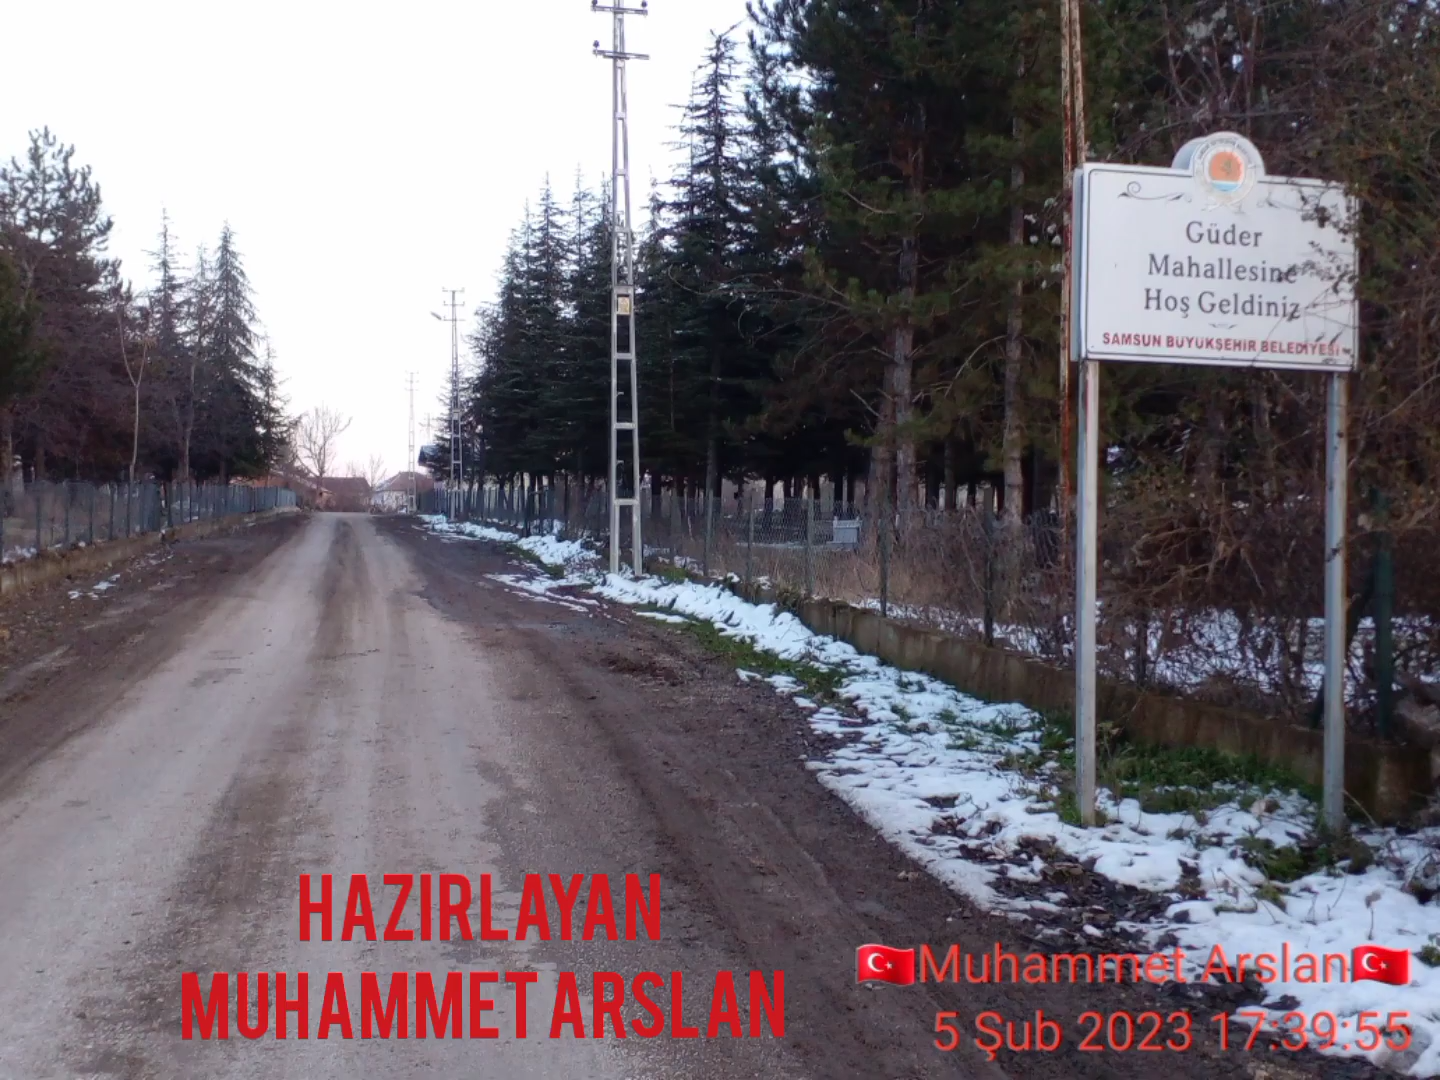 Güder
Mahallesine
Hoş Geldiniz
SAMSUN BÜYÜKŞEHİR BELEDİYESİ
HAZIRLAYAN
MUHAMMET ARSLAN
🇹🇷Muhammet Arslan🇹🇷
5 Şub 2023 17:39:55